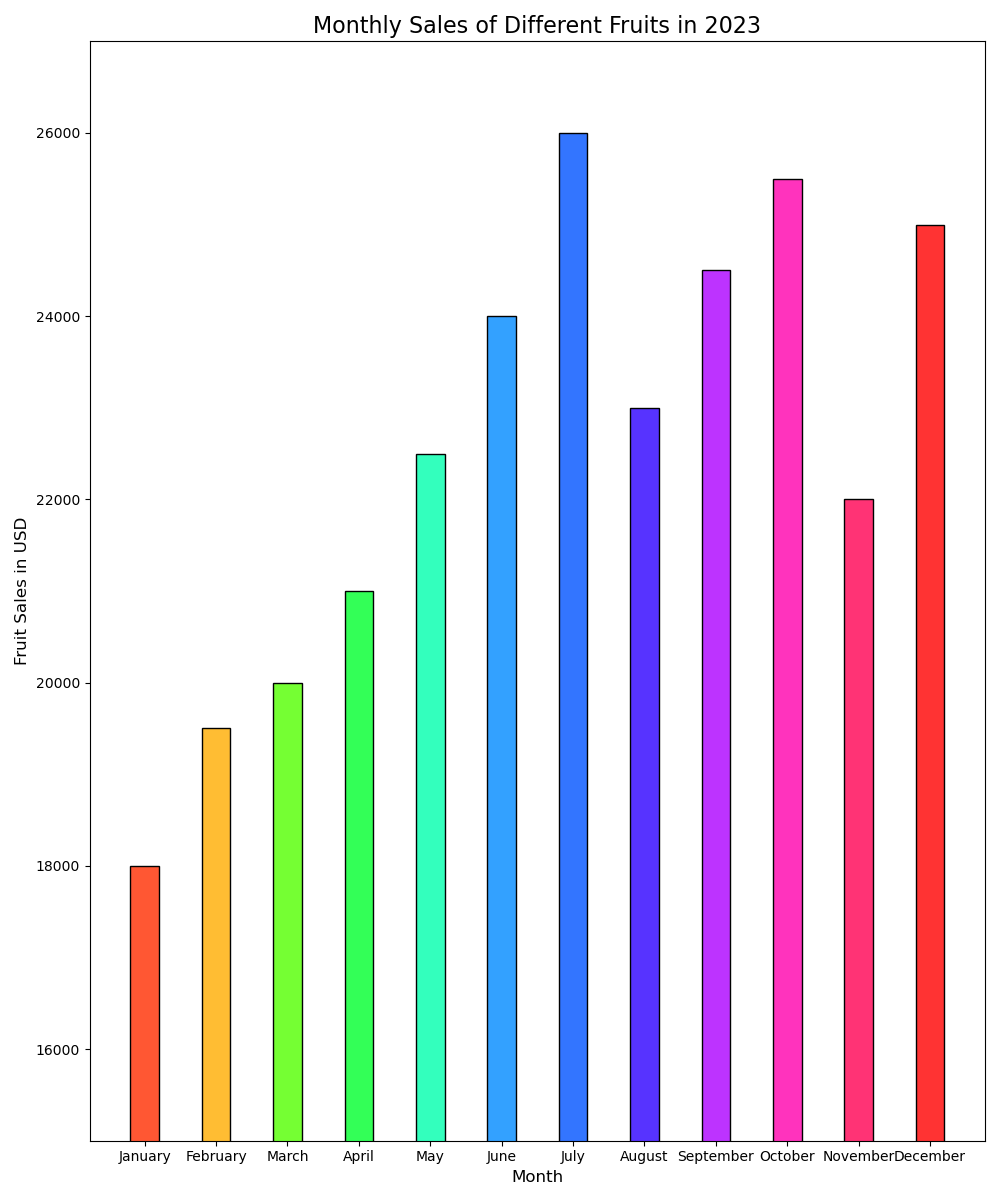 Monthly Sales of Different Fruits in 2023
Fruit Sales in USD
26000
24000
22000
20000
18000
16000
January February March April May June July August September October November December
Month